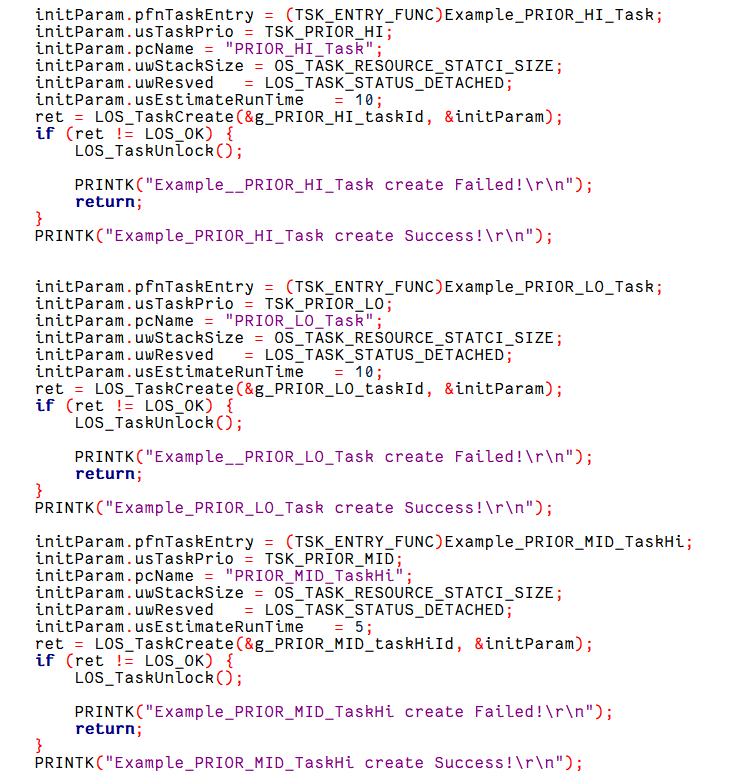 initParam.pfnTaskEntry = (TSK_ENTRY_FUNC)Example_PRIOR_HI_Task;
initParam.usTaskPrio = TSK_PRIOR_HI;
initParam.pcName = "PRIOR_HI_Task";
initParam.uwStackSize = OS_TASK_RESOURCE_STATCI_SIZE;
initParam.uwResved   = LOS_TASK_STATUS_DETACHED;
initParam.usEstimateRunTime   = 10;
ret = LOS_TaskCreate(&g_PRIOR_HI_taskId, &initParam);
if (ret != LOS_OK) {
    LOS_TaskUnlock();

    PRINTK("Example__PRIOR_HI_Task create Failed!\r\n");
    return;
}
PRINTK("Example_PRIOR_HI_Task create Success!\r\n");


initParam.pfnTaskEntry = (TSK_ENTRY_FUNC)Example_PRIOR_LO_Task;
initParam.usTaskPrio = TSK_PRIOR_LO;
initParam.pcName = "PRIOR_LO_Task";
initParam.uwStackSize = OS_TASK_RESOURCE_STATCI_SIZE;
initParam.uwResved   = LOS_TASK_STATUS_DETACHED;
initParam.usEstimateRunTime   = 10;
ret = LOS_TaskCreate(&g_PRIOR_LO_taskId, &initParam);
if (ret != LOS_OK) {
    LOS_TaskUnlock();

    PRINTK("Example__PRIOR_LO_Task create Failed!\r\n");
    return;
}
PRINTK("Example_PRIOR_LO_Task create Success!\r\n");

initParam.pfnTaskEntry = (TSK_ENTRY_FUNC)Example_PRIOR_MID_TaskHi;
initParam.usTaskPrio = TSK_PRIOR_MID;
initParam.pcName = "PRIOR_MID_TaskHi";
initParam.uwStackSize = OS_TASK_RESOURCE_STATCI_SIZE;
initParam.uwResved   = LOS_TASK_STATUS_DETACHED;
initParam.usEstimateRunTime   = 5;
ret = LOS_TaskCreate(&g_PRIOR_MID_taskHiId, &initParam);
if (ret != LOS_OK) {
    LOS_TaskUnlock();

    PRINTK("Example_PRIOR_MID_TaskHi create Failed!\r\n");
    return;
}
PRINTK("Example_PRIOR_MID_TaskHi create Success!\r\n");